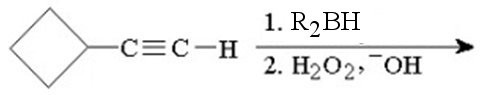 C≡C—H
1. R₂BH
2. H₂O₂, ⁻OH